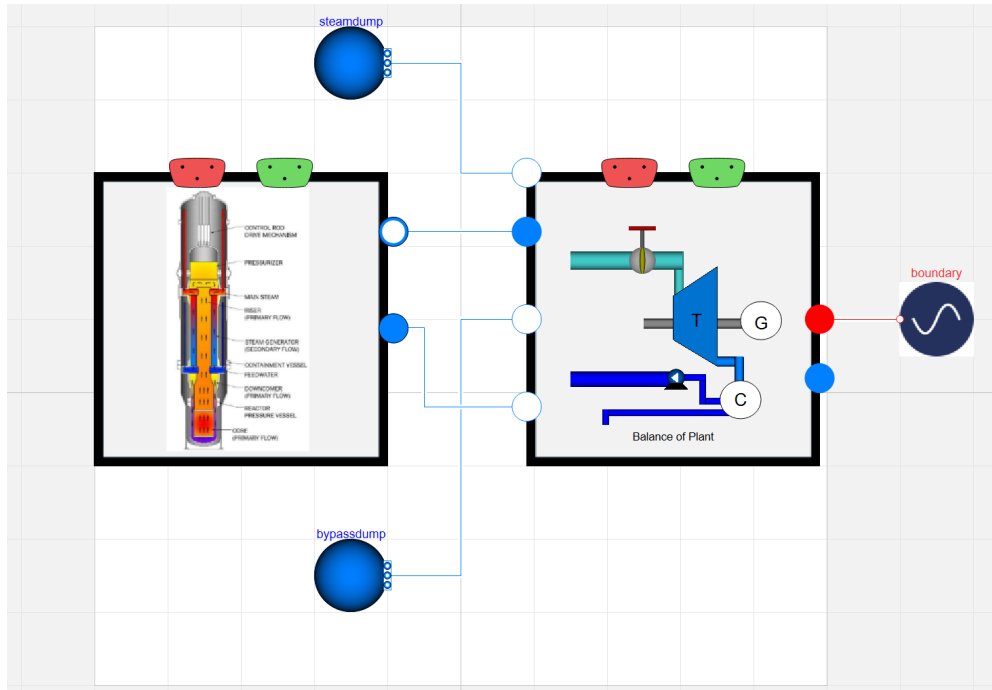 steamdump
CONTROL ROD
DRIVE MECHANISM
PRESSURIZER
MAIN STEAM
RISER
(PRIMARY FLOW)
STEAM GENERATOR
(SECONDARY FLOW)
CONTAINMENT VESSEL
FEEDWATER
DOWNCOMER
(PRIMARY FLOW)
REACTOR
PRESSURE VESSEL
CORE
(PRIMARY FLOW)
T
G
C
Balance of Plant
boundary
bypassdump